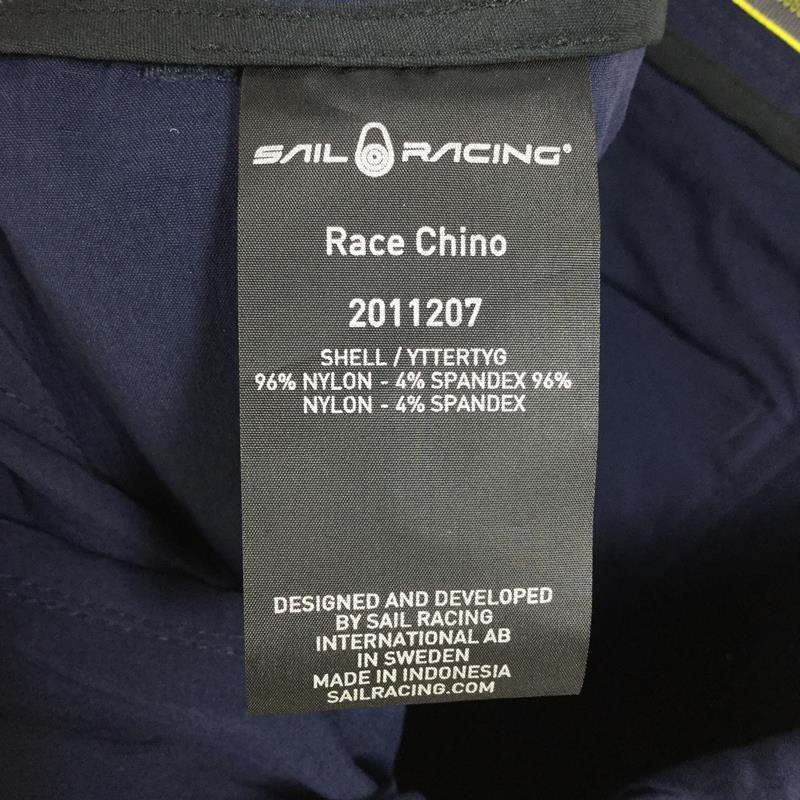 SAIL RACING®
Race Chino
2011207
SHELL / YTTERTYG
96% NYLON - 4% SPANDEX 96%
NYLON - 4% SPANDEX
DESIGNED AND DEVELOPED
BY SAIL RACING
INTERNATIONAL AB
IN SWEDEN
MADE IN INDONESIA
SAILRACING.COM